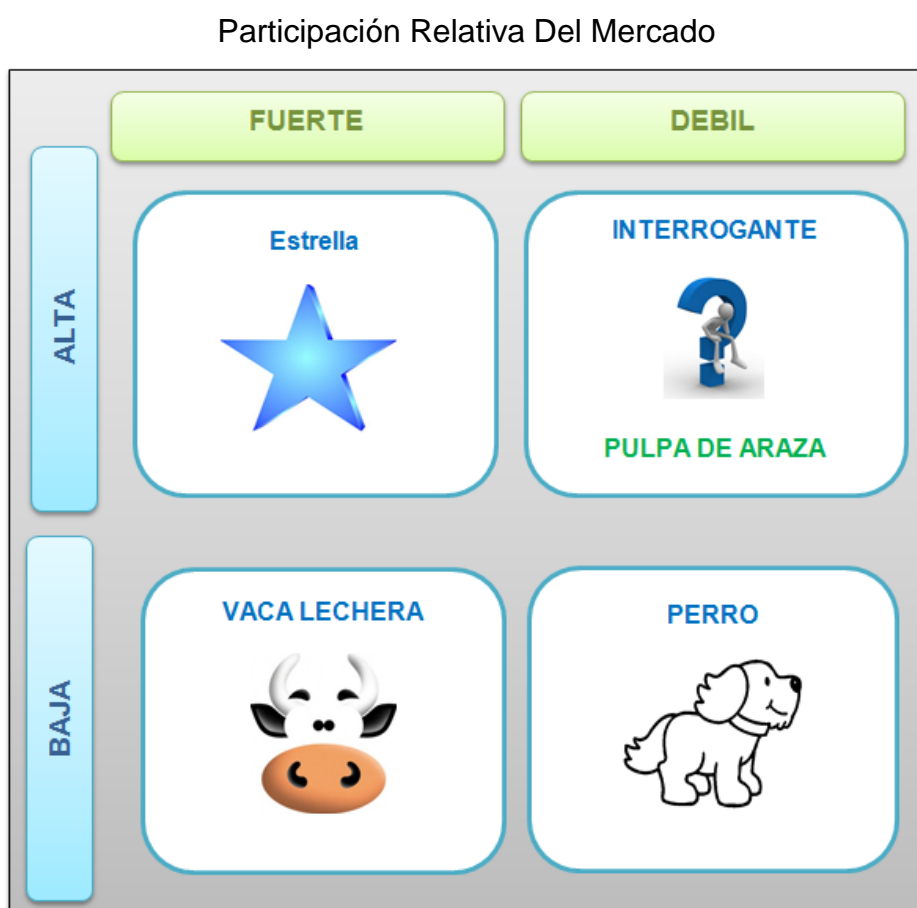 Participación Relativa Del Mercado
FUERTE
DEBIL
ALTA
Estrella
INTERROGANTE
PULPA DE ARAZA
BAJA
VACA LECHERA
PERRO